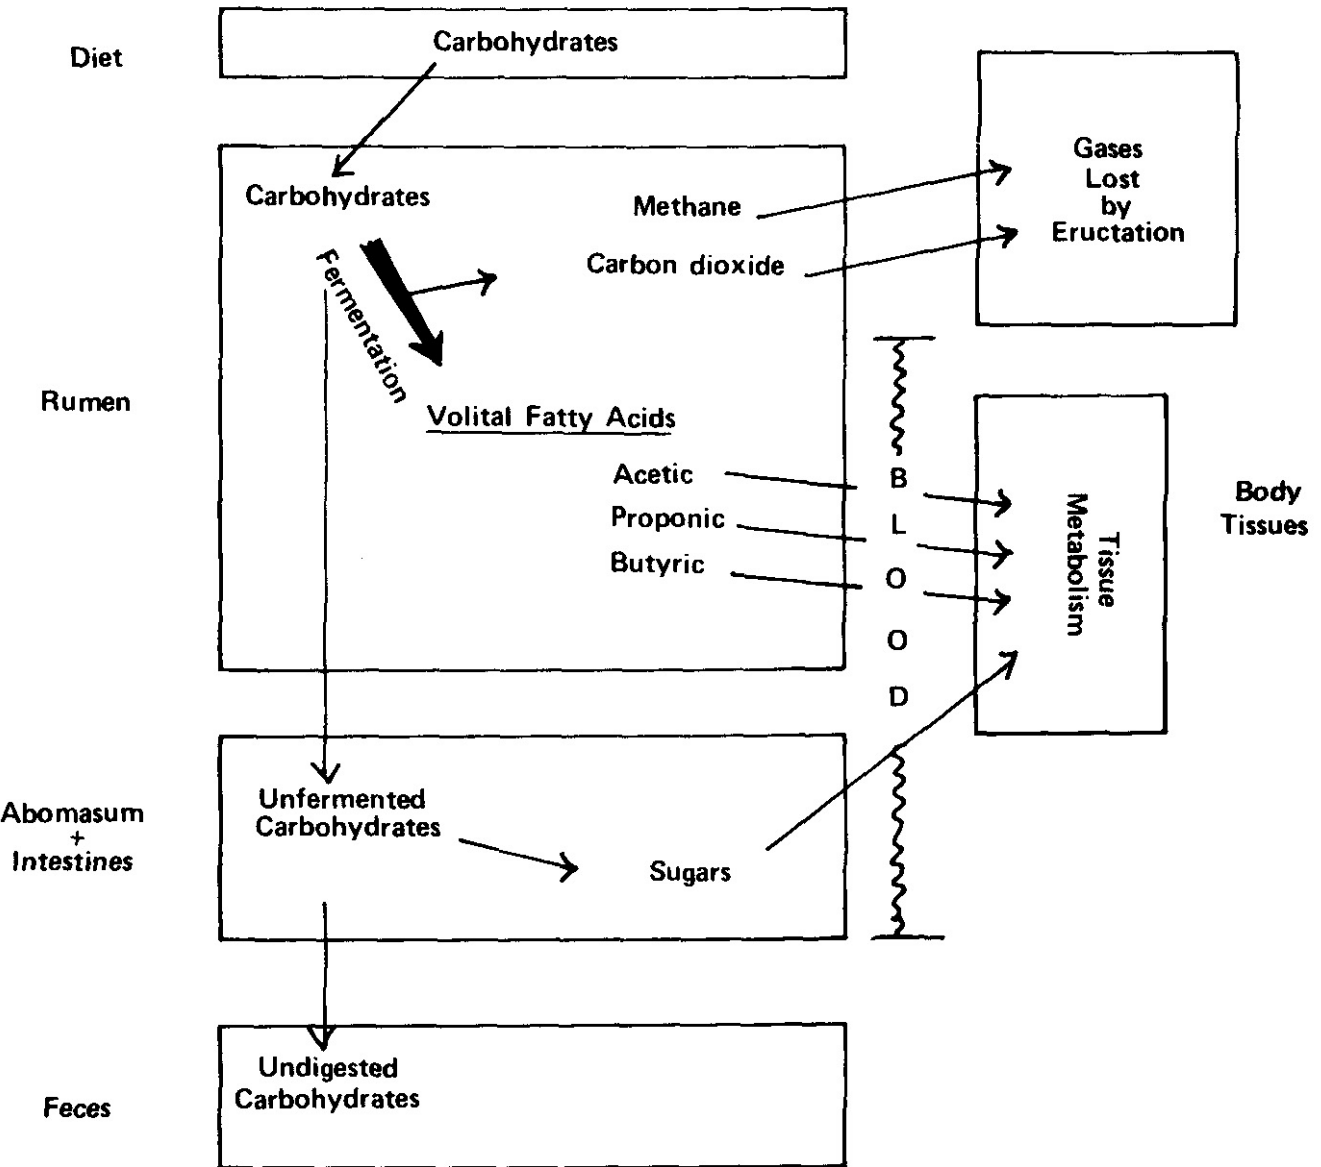 Diet
Carbohydrates
Rumen
Carbohydrates
Fermentation
Methane
Carbon dioxide
Gases
Lost
by
Eructation
Volital Fatty Acids
Acetic
Proponic
Butyric
B
L
O
O
D
Tissue
Metabolism
Body
Tissues
Abomasum
+
Intestines
Unfermented
Carbohydrates
Sugars
Feces
Undigested
Carbohydrates